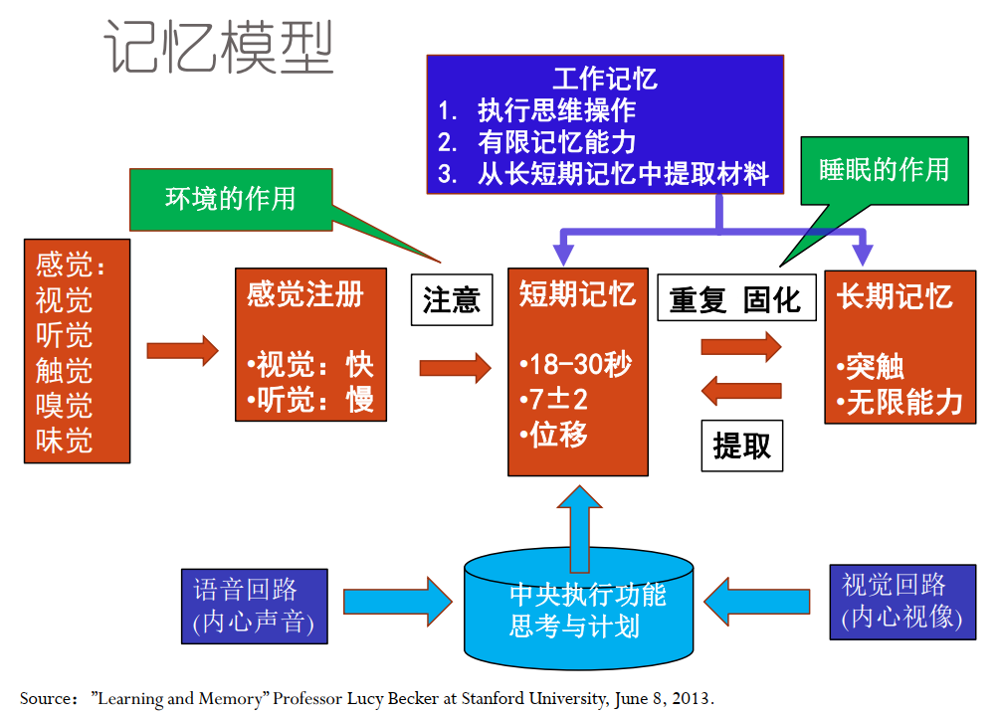 记忆模型
工作记忆
1. 执行思维操作
2. 有限记忆能力
3. 从长短期记忆中提取材料
环境的作用
睡眠的作用
感觉：
视觉
听觉
触觉
嗅觉
味觉
感觉注册
•视觉：快
•听觉：慢
注意
短期记忆
•18-30秒
•7±2
•位移
重复 固化
提取
长期记忆
•突触
•无限能力
语音回路
(内心声音)
中央执行功能
思考与计划
视觉回路
(内心视像)
Source：”Learning and Memory” Professor Lucy Becker at Stanford University, June 8, 2013.